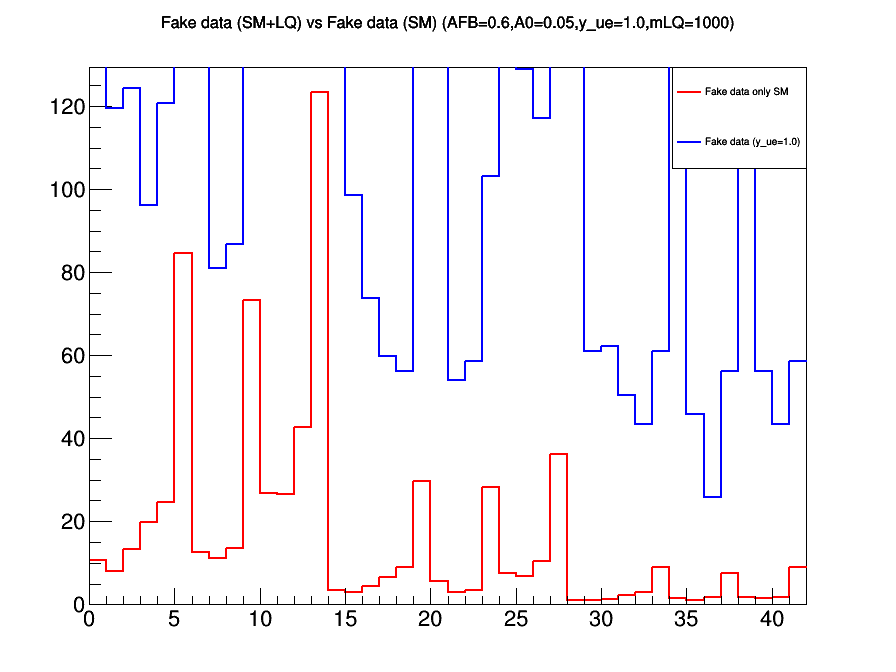 Fake data (SM+LQ) vs Fake data (SM) (AFB=0.6,A0=0.05,y_ue=1.0,mLQ=1000)
Fake data only SM
Fake data (y_ue=1.0)
120
100
80
60
40
20
0
0 5 10 15 20 25 30 35 40